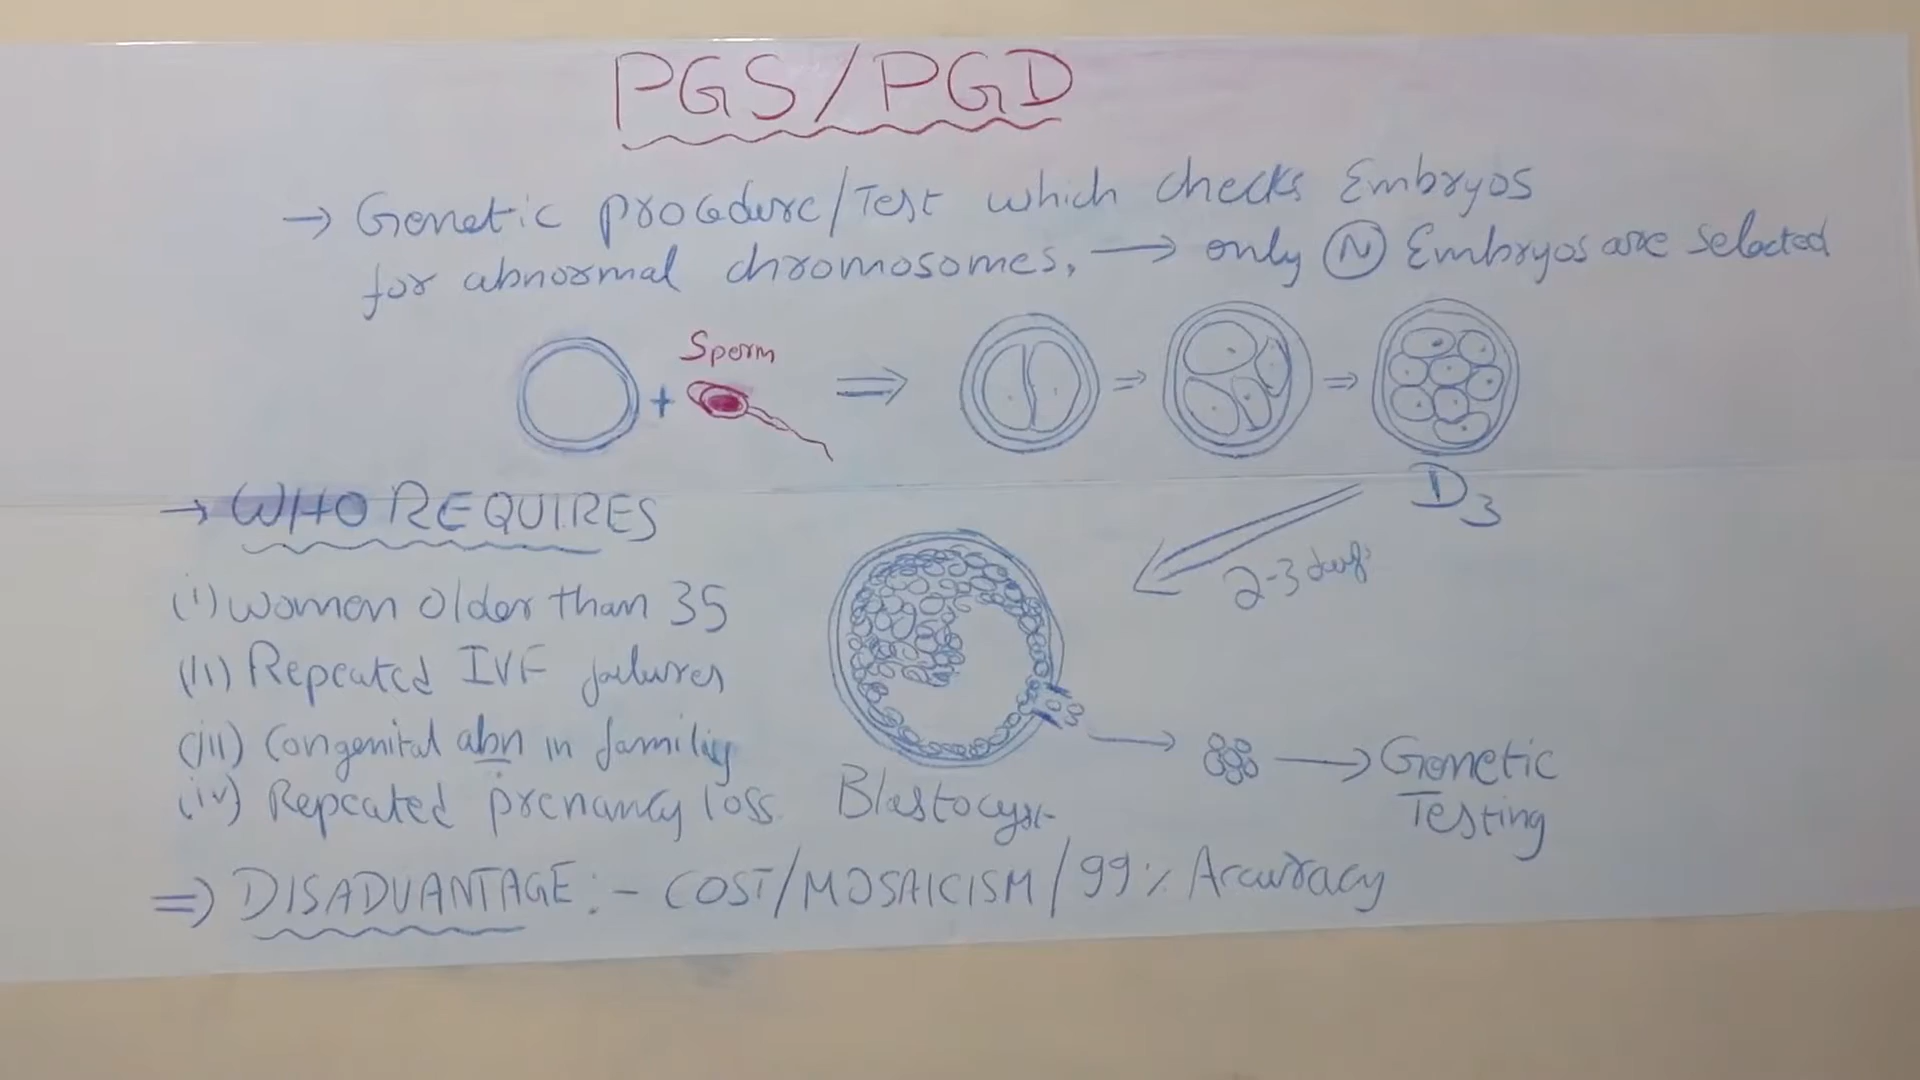 PGS/PGD
→ Genetic procedure/Test which checks Embryos
for abnormal chromosomes, → only Ⓝ Embryos are selected
Sperm
+ ⇒ ⇒ ⇒
D3
→ WHO REQUIRES
2-3 days
(i) women older than 35
(ii) Repeated IVF failures
(iii) Congenital abn in family
(iv) Repeated prenancy loss.
Blastocyst
→ → Genetic
Testing
⇒ DISADVANTAGE:- COST/MOSAICISM/99% Accuracy